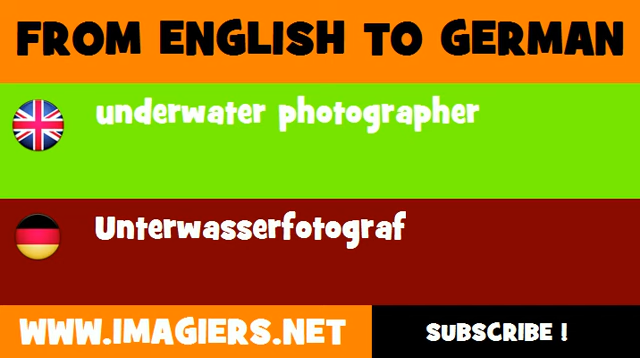 FROM ENGLISH TO GERMAN
underwater photographer
Unterwasserfotograf
WWW.IMAGIERS.NET
SUBSCRIBE !